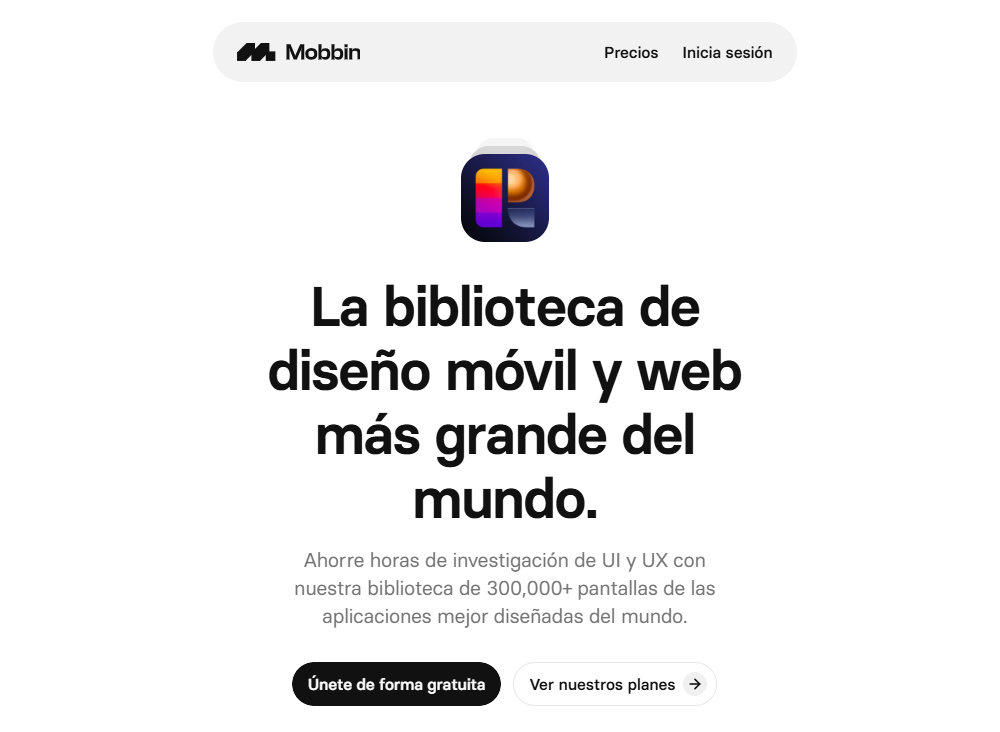 Mobbin
Precios
Inicia sesión
La biblioteca de
diseño móvil y web
más grande del
mundo.
Ahorre horas de investigación de UI y UX con
nuestra biblioteca de 300,000+ pantallas de las
aplicaciones mejor diseñadas del mundo.
Únete de forma gratuita
Ver nuestros planes